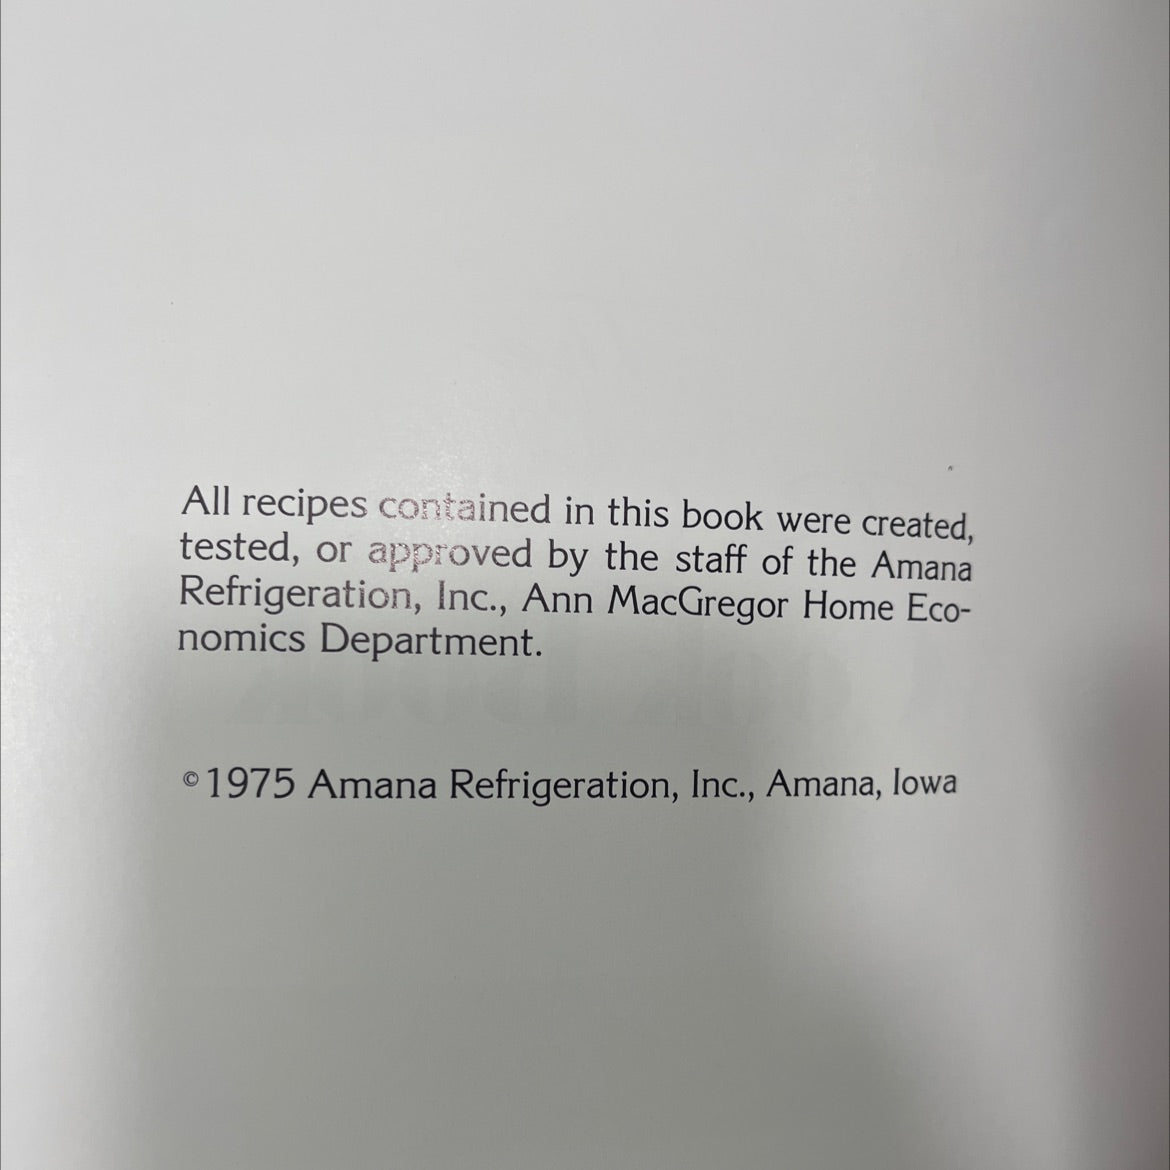 All recipes contained in this book were created,
tested, or approved by the staff of the Amana
Refrigeration, Inc., Ann MacGregor Home Eco-
nomics Department.
©1975 Amana Refrigeration, Inc., Amana, Iowa